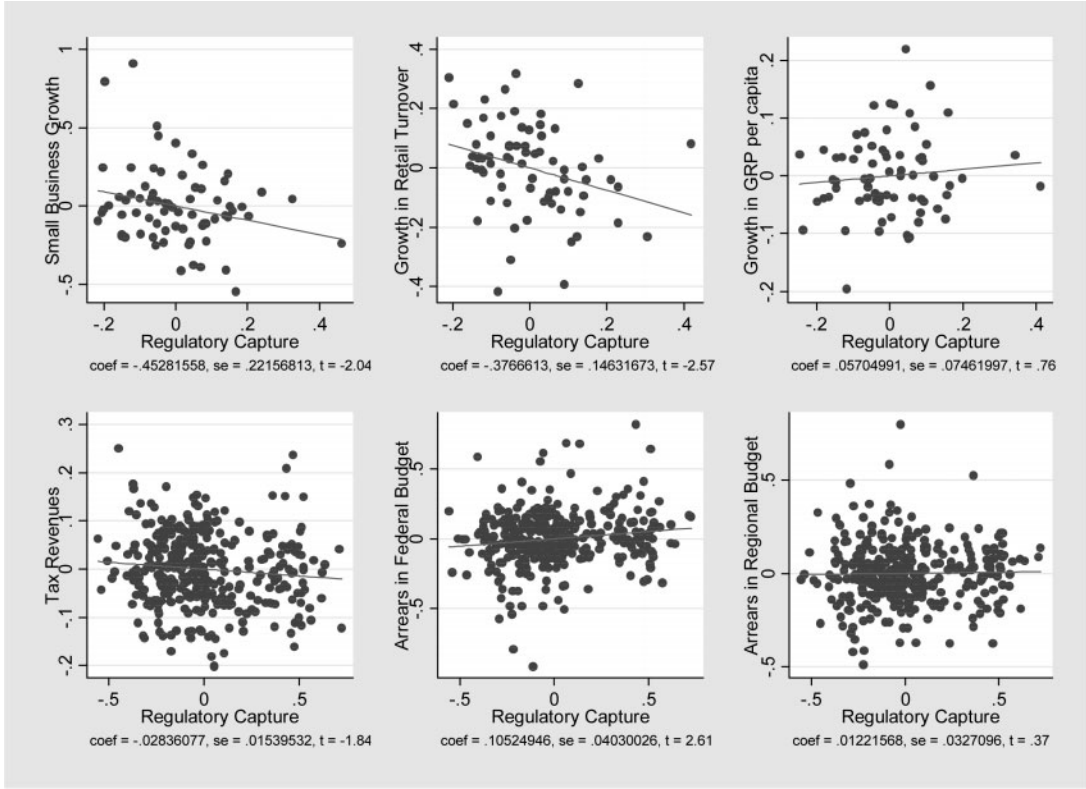 Small Business Growth
1
.5
0
-.5
-.2 0 .2 .4
Regulatory Capture
coef = -.45281558, se = .22156813, t = -2.04
Growth in Retail Turnover
.4
.2
0
-.2
-.4
-.2 0 .2 .4
Regulatory Capture
coef = -.3766613, se = .14631673, t = -2.57
Growth in GRP per capita
.2
.1
0
-.1
-.2
-.2 0 .2 .4
Regulatory Capture
coef = .05704991, se = .07461997, t = .76
Tax Revenues
.3
.2
.1
0
-.1
-.2
-.5 0 .5
Regulatory Capture
coef = -.02836077, se = .01539532, t = -1.84
Arrears in Federal Budget
.5
0
-.5
-.5 0 .5
Regulatory Capture
coef = .10524946, se = .04030026, t = 2.61
Arrears in Regional Budget
.5
0
-.5
-.5 0 .5
Regulatory Capture
coef = .01221568, se = .0327096, t = .37